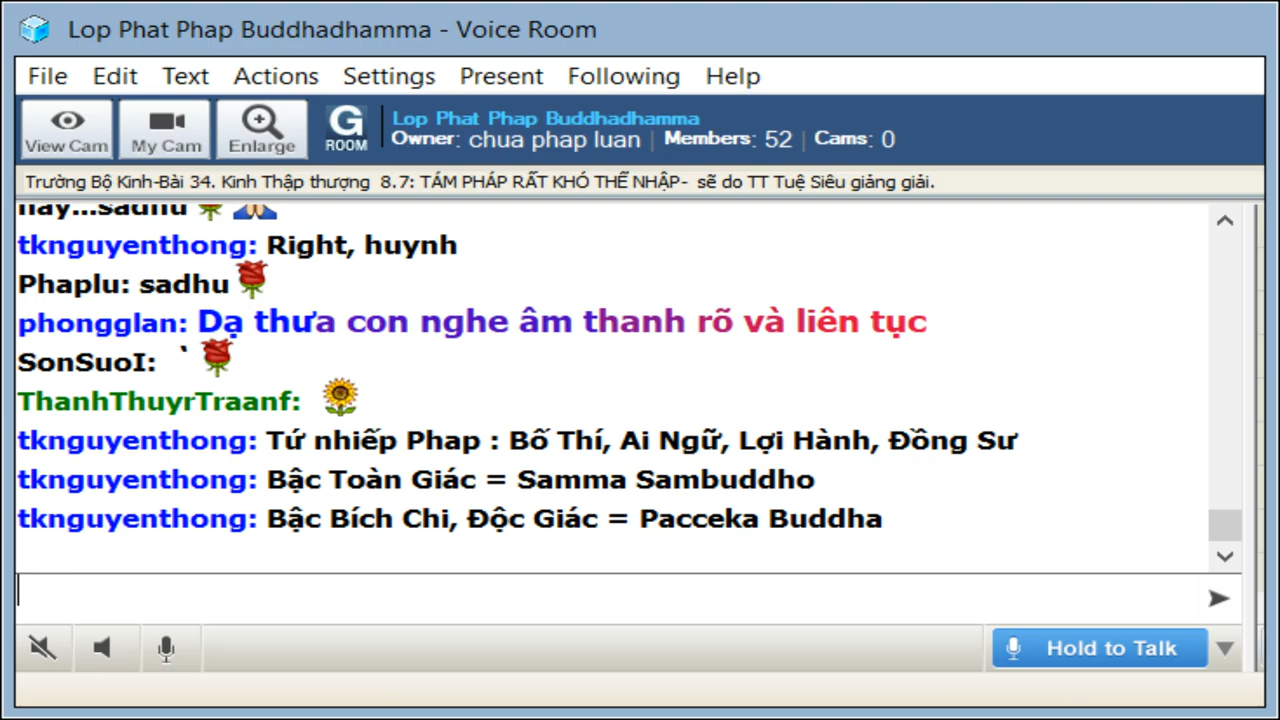 Lop Phat Phap Buddhadhamma - Voice Room
File Edit Text Actions Settings Present Following Help
View Cam My Cam Enlarge G ROOM
Lop Phat Phap Buddhadhamma
Owner: chua phap luan | Members: 52 | Cams: 0
Trường Bộ Kinh-Bài 34. Kinh Thập thượng 8.7: TÁM PHÁP RẤT KHÓ THỂ NHẬP- sẽ do TT Tuệ Siêu giảng giải.
nay...sadhu
tknguyenthong: Right, huynh
Phaplu: sadhu
phongglan: Dạ thưa con nghe âm thanh rõ và liên tục
SonSuoI: `
ThanhThuyrTraanf:
tknguyenthong: Tứ nhiếp Phap : Bố Thí, Ai Ngữ, Lợi Hành, Đồng Sư
tknguyenthong: Bậc Toàn Giác = Samma Sambuddho
tknguyenthong: Bậc Bích Chi, Độc Giác = Pacceka Buddha
Hold to Talk